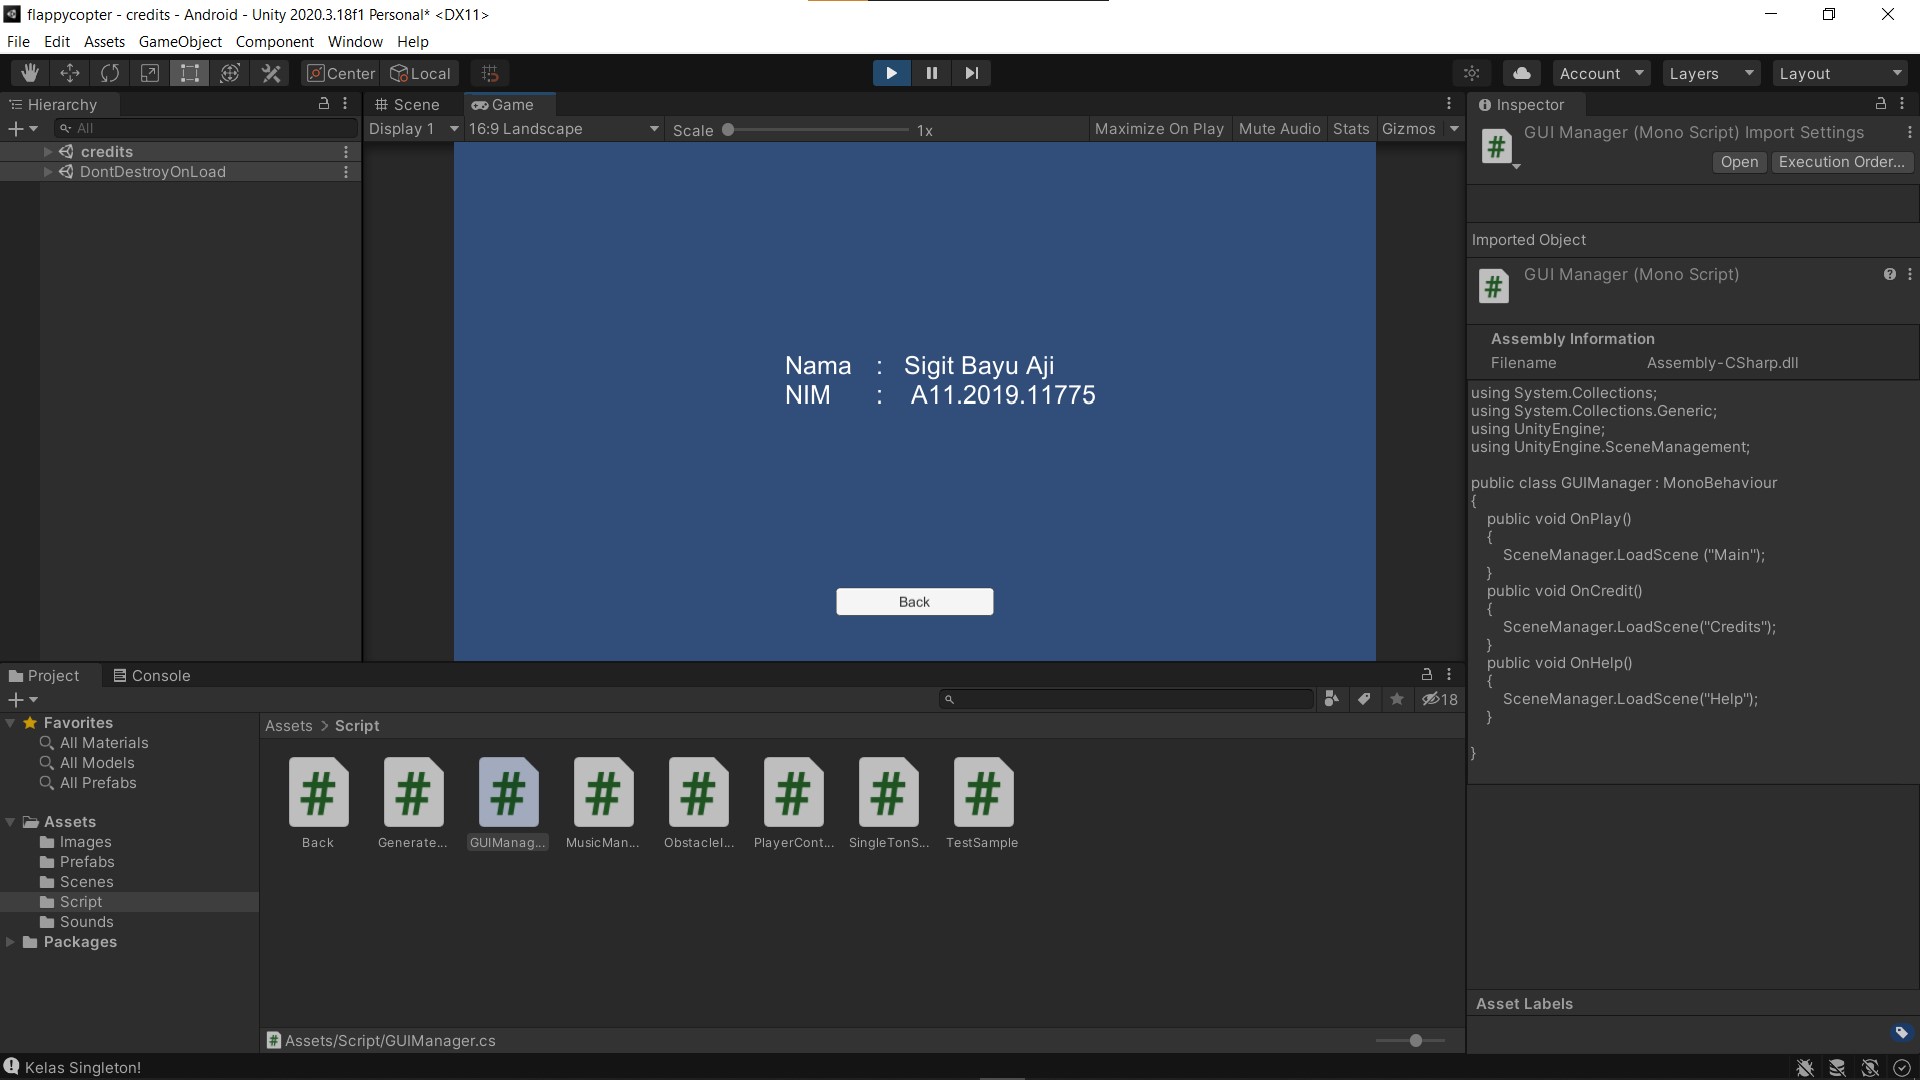 flappycopter - credits - Android - Unity 2020.3.18f1 Personal* <DX11>
File Edit Assets GameObject Component Window Help
Center Local Account Layers Layout
Hierarchy
All
credits
DontDestroyOnLoad
Scene Game
Display 1 16:9 Landscape Scale 1x Maximize On Play Mute Audio Stats Gizmos
Nama : Sigit Bayu Aji
NIM : A11.2019.11775
Back
Inspector
GUI Manager (Mono Script) Import Settings
Open Execution Order...
Imported Object
GUI Manager (Mono Script)
Assembly Information
Filename Assembly-CSharp.dll
using System.Collections;
using System.Collections.Generic;
using UnityEngine;
using UnityEngine.SceneManagement;
public class GUIManager : MonoBehaviour
{
public void OnPlay()
{
SceneManager.LoadScene ("Main");
}
public void OnCredit()
{
SceneManager.LoadScene("Credits");
}
public void OnHelp()
{
SceneManager.LoadScene("Help");
}
}
Asset Labels
Project Console
18
Favorites
All Materials
All Models
All Prefabs
Assets
Images
Prefabs
Scenes
Script
Sounds
Packages
Assets > Script
Back Generate... GUIManag... MusicMan... ObstacleI... PlayerCont... SingleTonS... TestSample
Assets/Script/GUIManager.cs
Kelas Singleton!